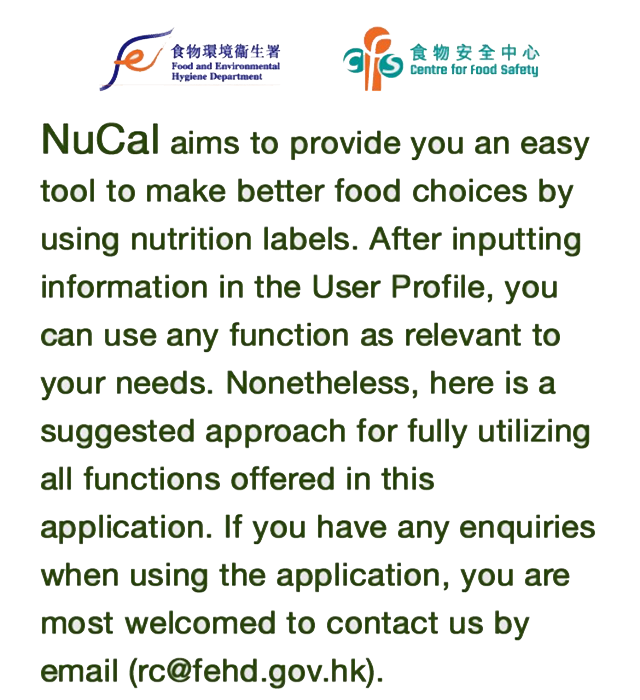 食物環境衞生署
Food and Environmental
Hygiene Department
食物安全中心
Centre for Food Safety
NuCal aims to provide you an easy
tool to make better food choices by
using nutrition labels. After inputting
information in the User Profile, you
can use any function as relevant to
your needs. Nonetheless, here is a
suggested approach for fully utilizing
all functions offered in this
application. If you have any enquiries
when using the application, you are
most welcomed to contact us by
email (rc@fehd.gov.hk).